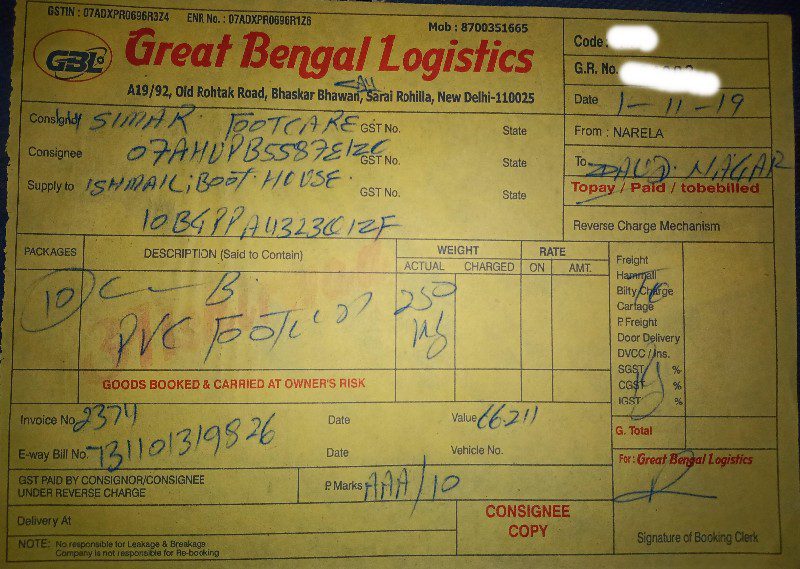 GSTIN : 07ADXPR0696R3Z4 ENR No. : 07ADXPR0696R1Z6 Mob : 8700351665
GBL Great Bengal Logistics
A19/92, Old Rohtak Road, Bhaskar Bhawan, Sarai Rohilla, New Delhi-110025
Code :
G.R. No.
Date 1-11-19
From : NARELA
To DAUD NAGAR
Topay / Paid / tobebilled
Reverse Charge Mechanism
Consignor SIMAR FOOTCARE GST No. State
Consignee 07AHUPB5587E1ZC GST No. State
Supply to ISHMAIL BOOT HOUSE GST No. State
PACKAGES DESCRIPTION (Said to Contain) WEIGHT RATE
ACTUAL CHARGED ON AMT.
10 B. 250
PVC
GOODS BOOKED & CARRIED AT OWNER'S RISK
Freight
Hammali
Bilty Charge
Cartage
P.Freight
Door Delivery
DVCC / Ins.
SGST %
CGST %
IGST %
G. Total
Invoice No. 2374 Date Value 66211
E-way Bill No. 731101319826 Date Vehicle No.
GST PAID BY CONSIGNOR/CONSIGNEE
UNDER REVERSE CHARGE
P.Marks AAA/10
For : Great Bengal Logistics
Delivery At
CONSIGNEE
COPY
NOTE: No responsible for Leakage & Breakags
Company is not responsible for Re-booking
Signature of Booking Clerk